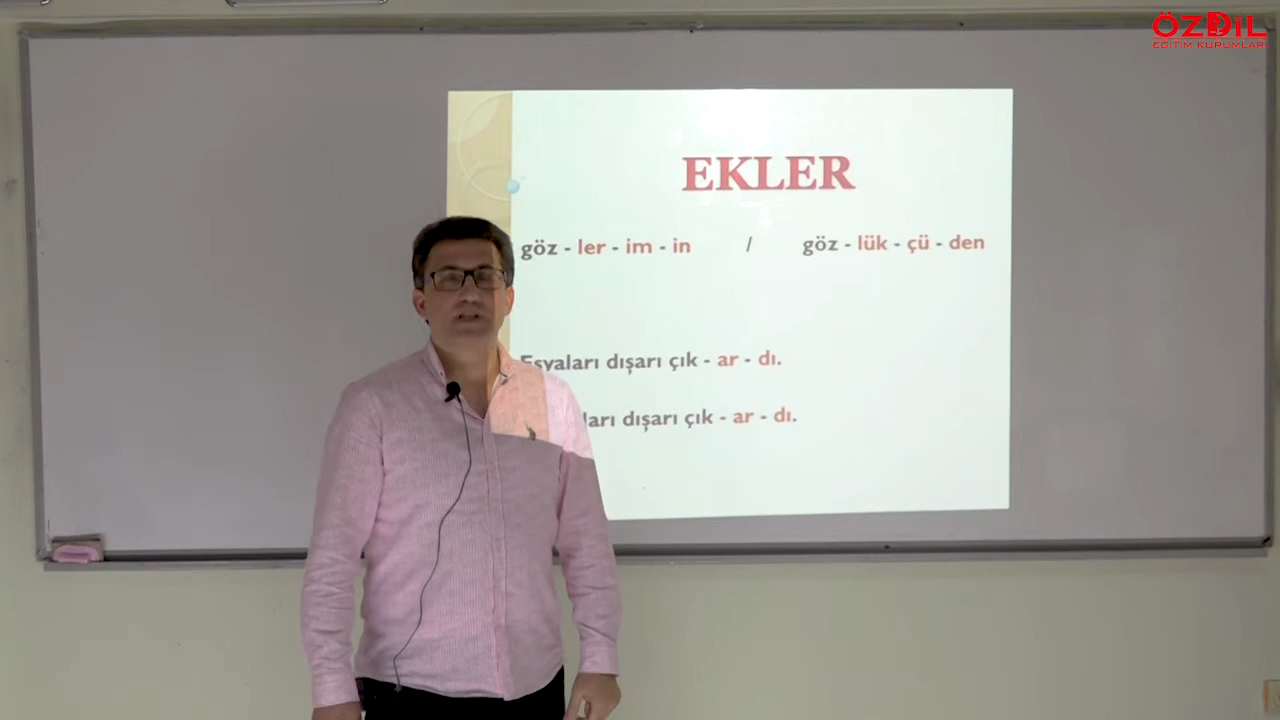 ÖZDİL
EĞİTİM KURUMLARI
EKLER
göz - ler - im - in / göz - lük - çü - den
Eşyaları dışarı çık - ar - dı.
ları dışarı çık - ar - dı.